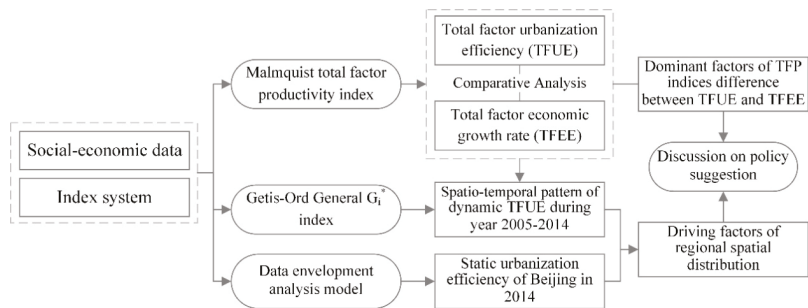 Social-economic data
Index system
Malmquist total factor
productivity index
Getis-Ord General Gi*
index
Data envelopment
analysis model
Total factor urbanization
efficiency (TFUE)
Comparative Analysis
Total factor economic
growth rate (TFEE)
Spatio-temporal pattern of
dynamic TFUE during
year 2005-2014
Static urbanization
efficiency of Beijing in
2014
Dominant factors of TFP
indices difference
between TFUE and TFEE
Discussion on policy
suggestion
Driving factors of
regional spatial
distribution